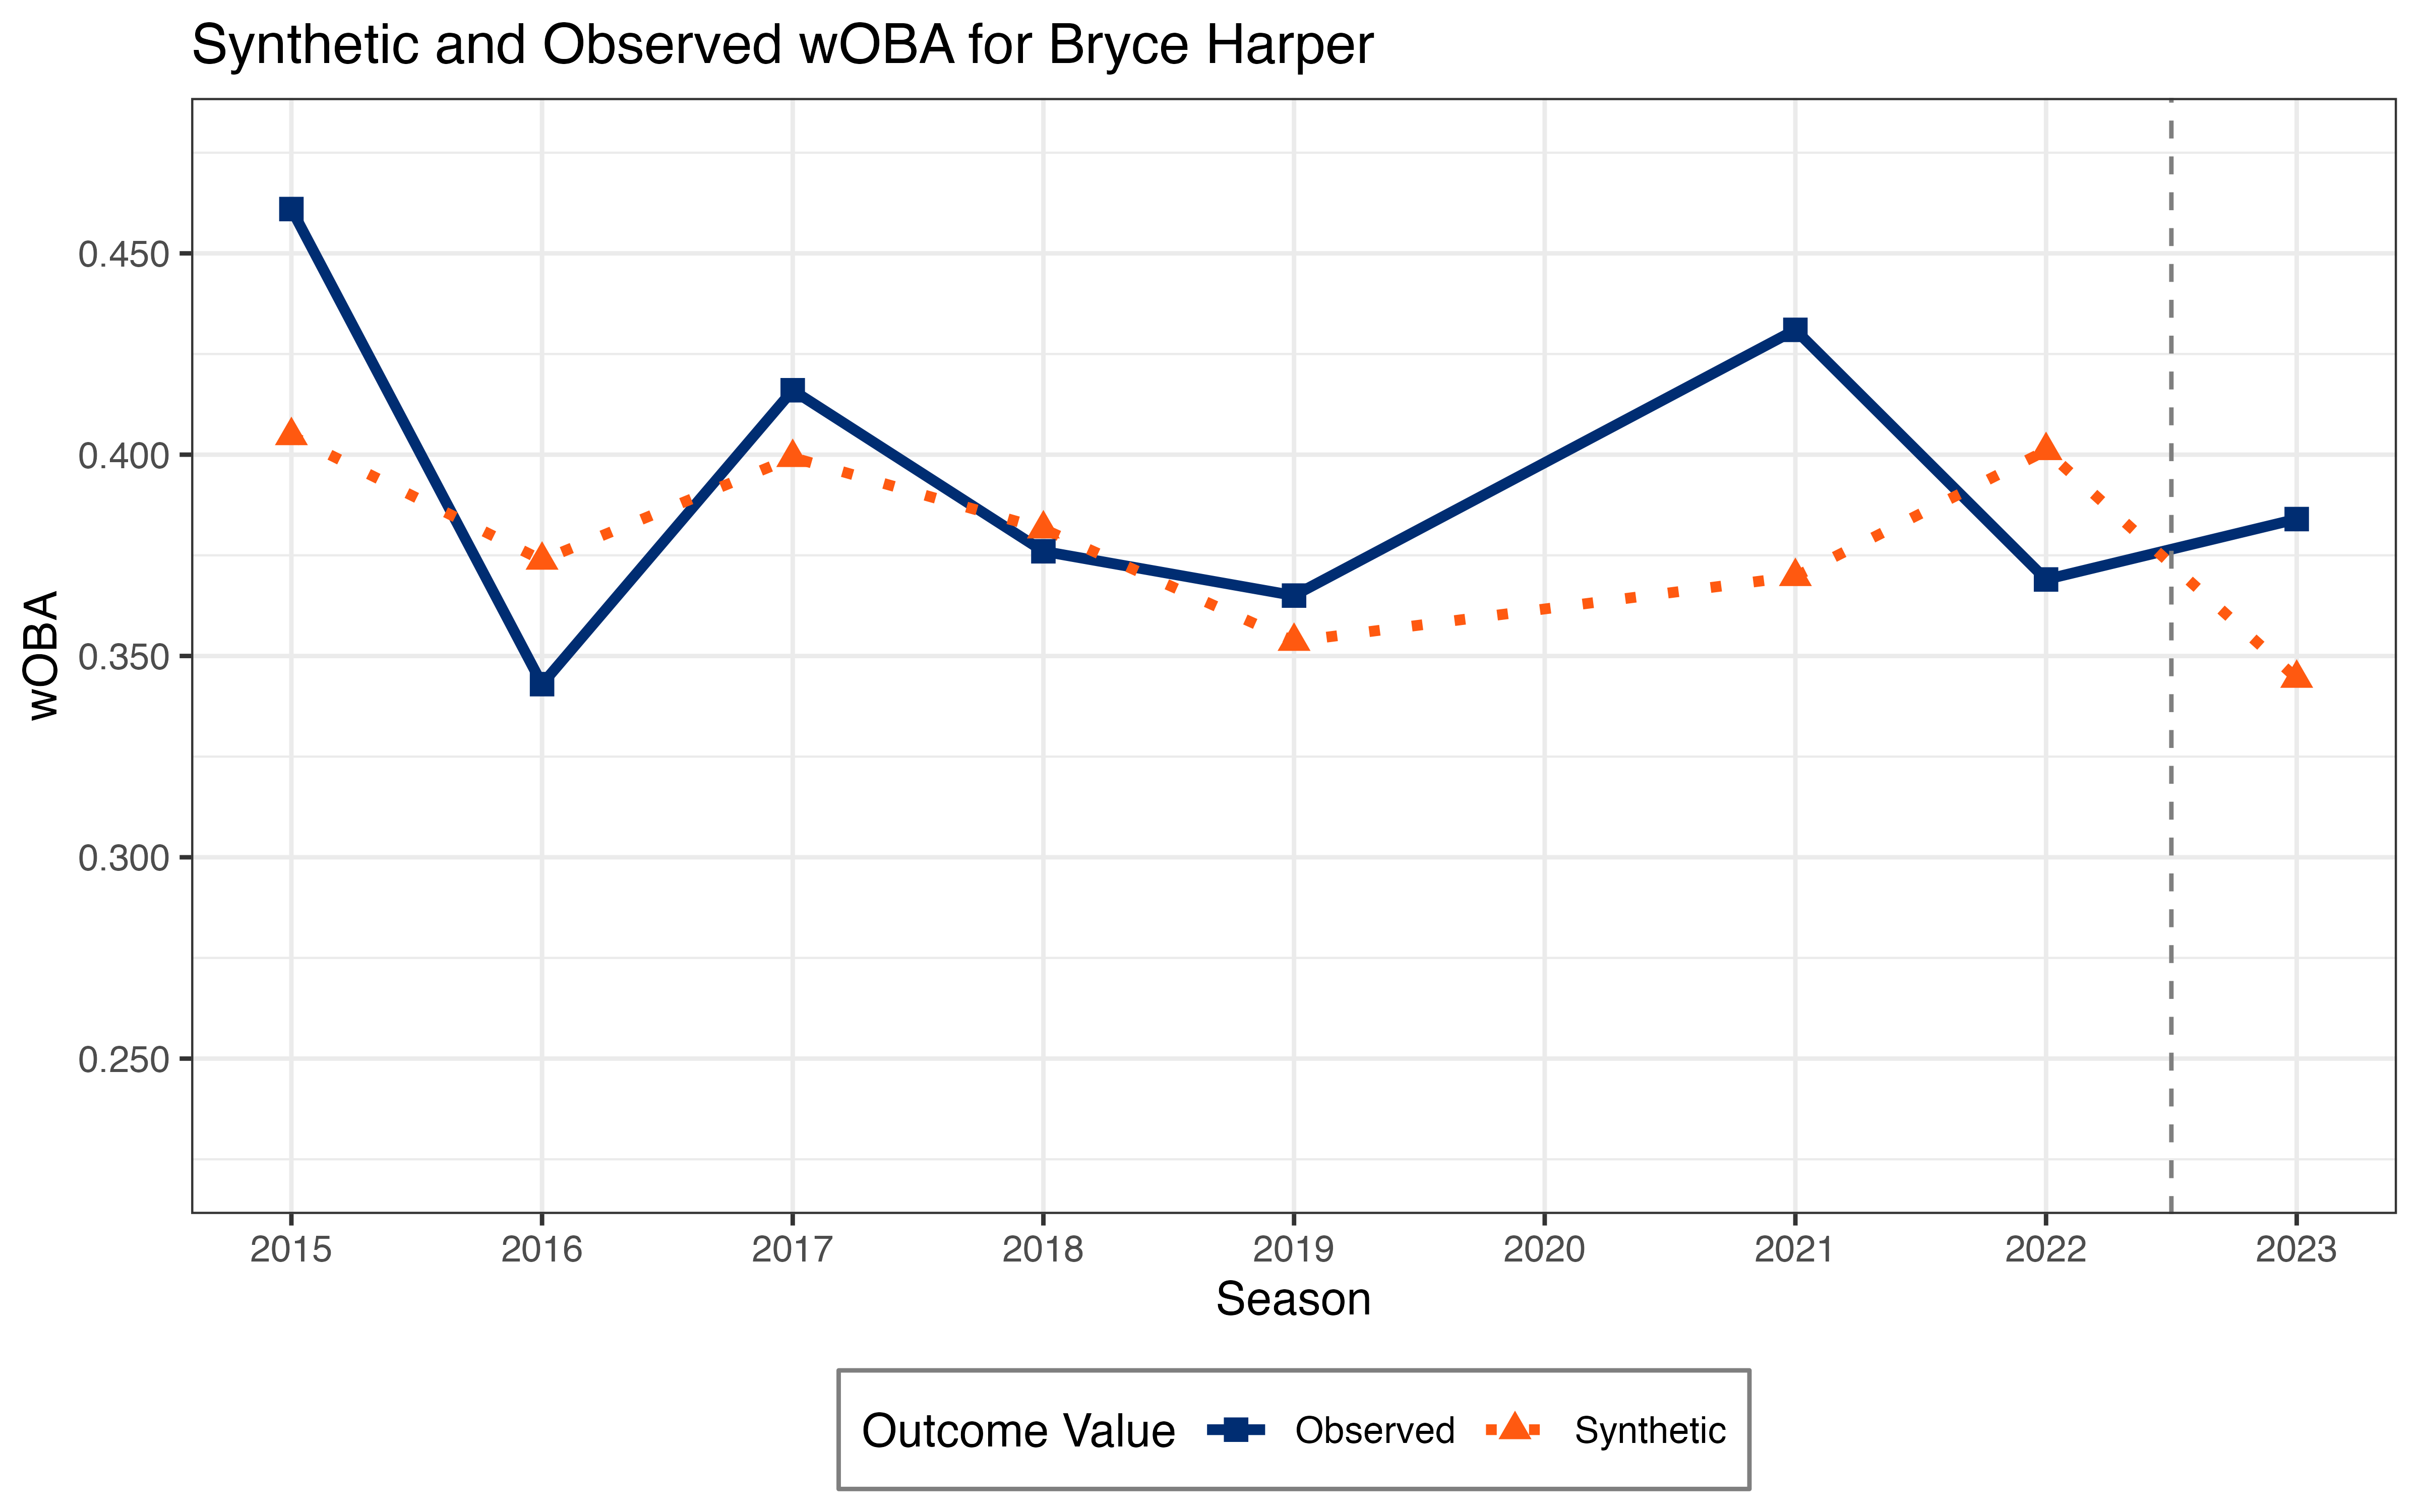 Synthetic and Observed wOBA for Bryce Harper
wOBA
0.450
0.400
0.350
0.300
0.250
2015 2016 2017 2018 2019 2020 2021 2022 2023
Season
Outcome Value Observed Synthetic